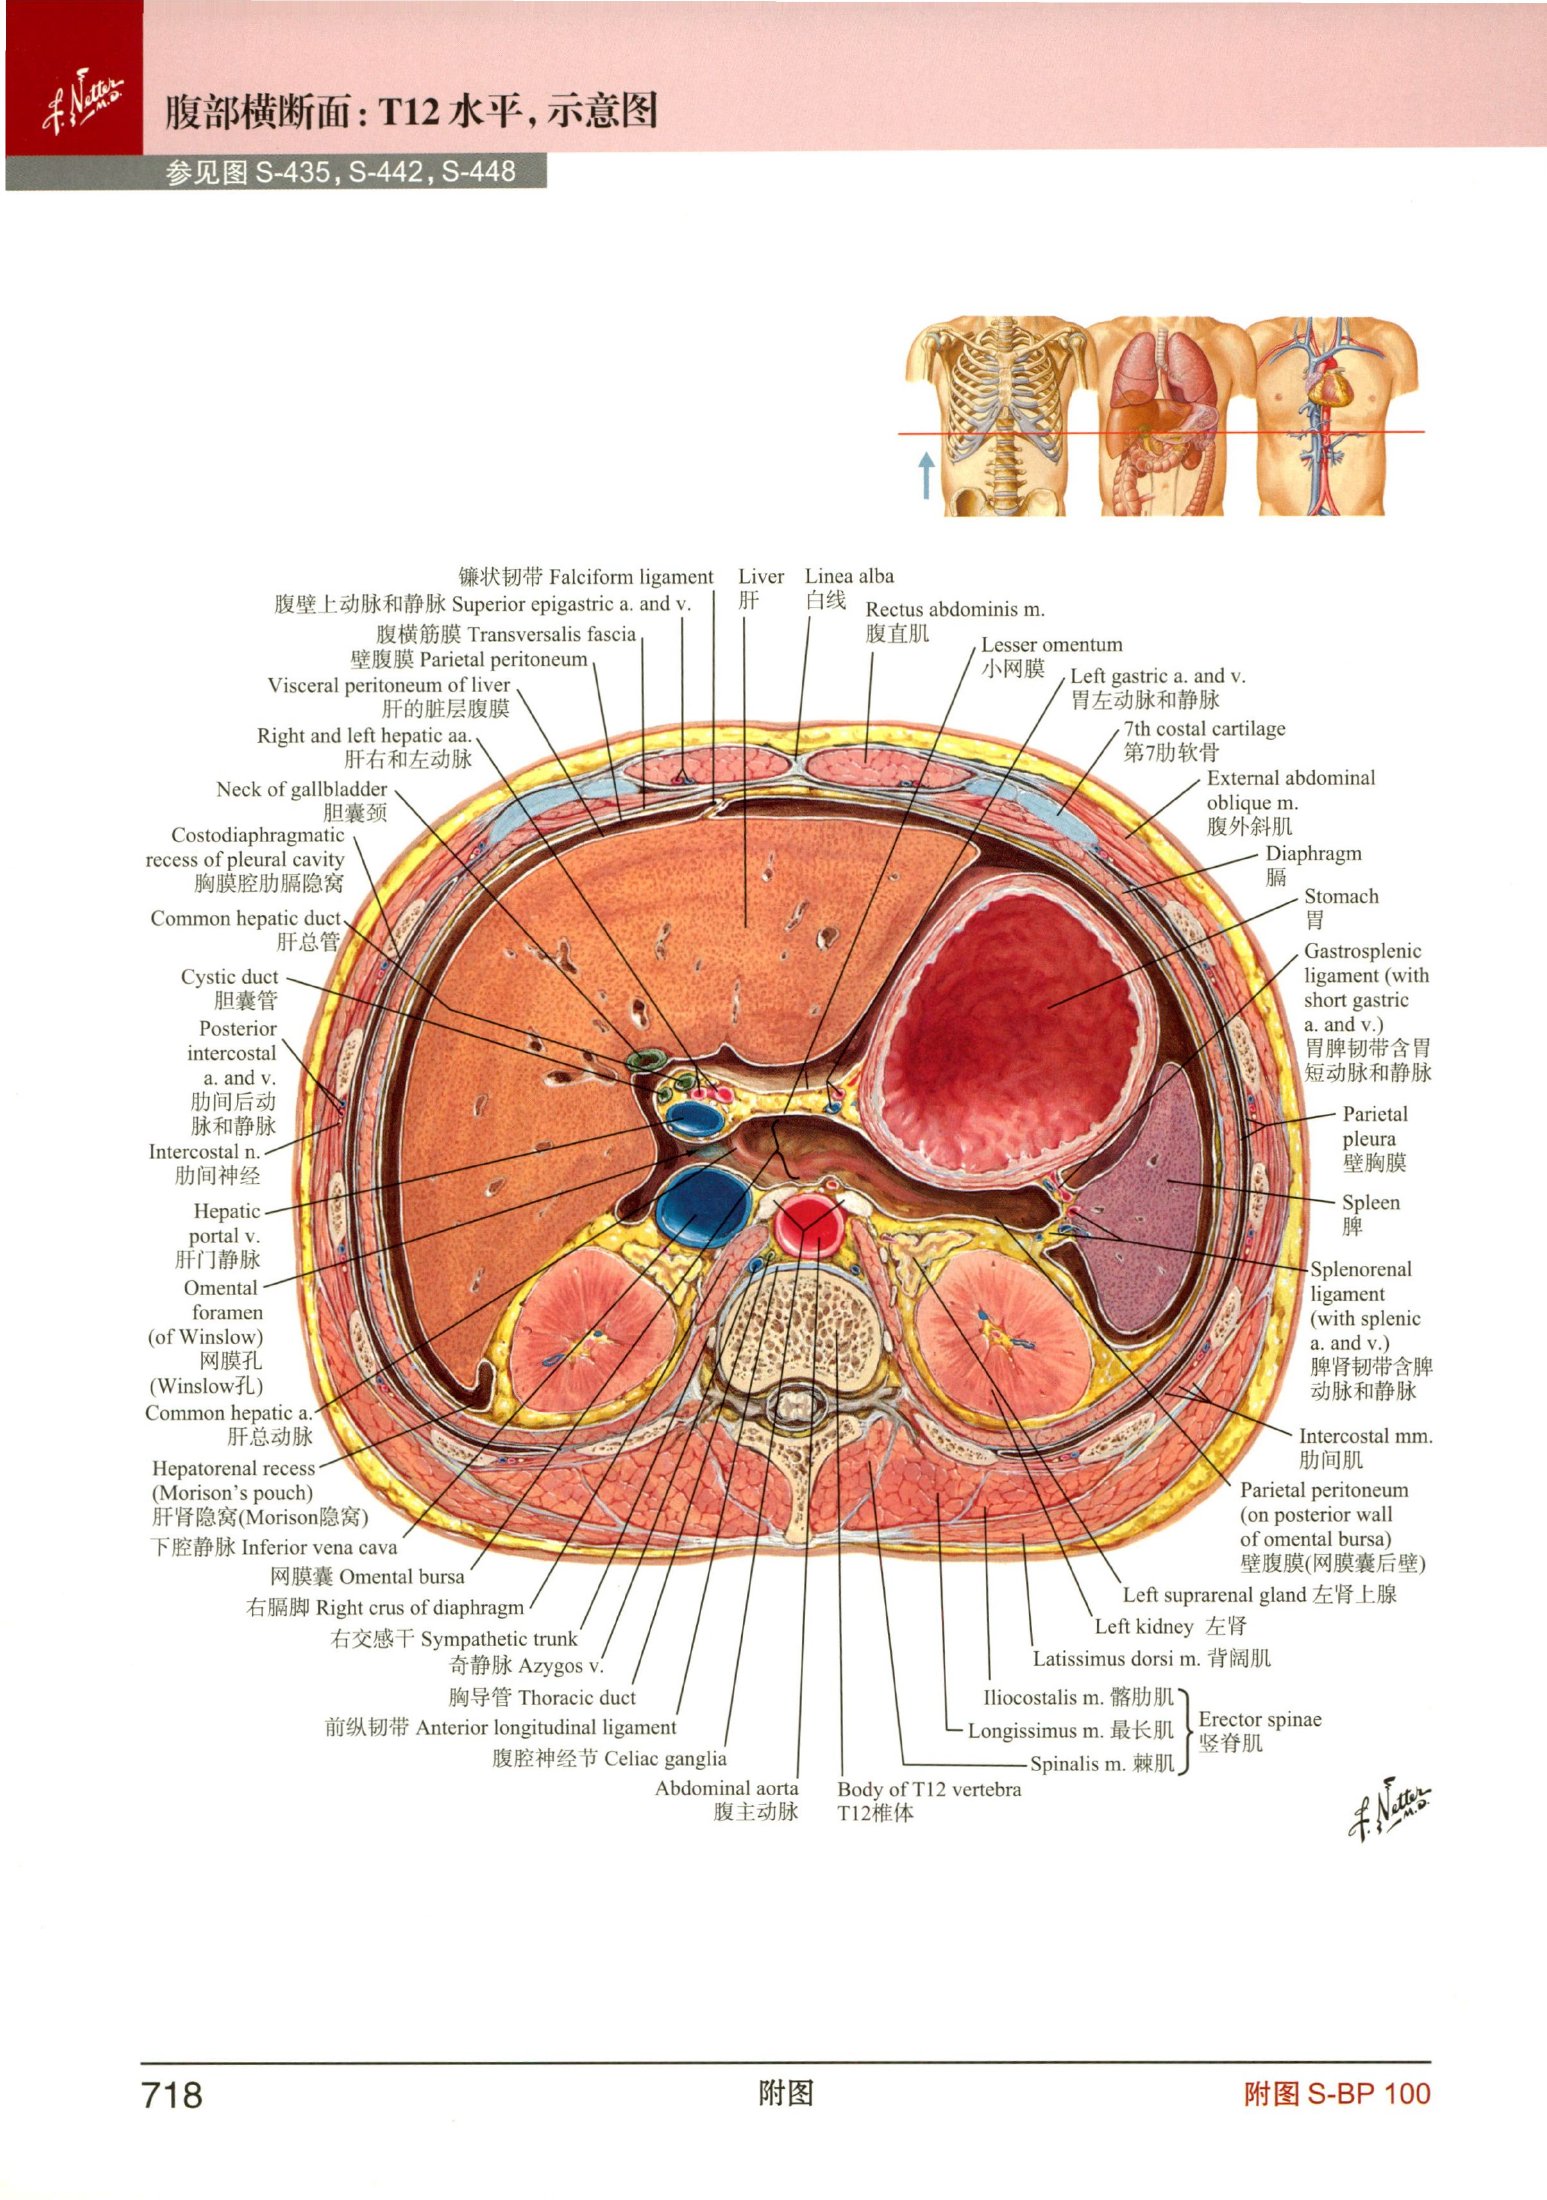 F. Netter M.D.
腹部横断面：T12 水平，示意图
参见图 S-435, S-442, S-448
镰状韧带 Falciform ligament
Liver
肝
Linea alba
白线
腹壁上动脉和静脉 Superior epigastric a. and v.
Rectus abdominis m.
腹直肌
腹横筋膜 Transversalis fascia
Lesser omentum
小网膜
壁腹膜 Parietal peritoneum
Left gastric a. and v.
胃左动脉和静脉
Visceral peritoneum of liver
肝的脏层腹膜
7th costal cartilage
第7肋软骨
Right and left hepatic aa.
肝右和左动脉
External abdominal
oblique m.
腹外斜肌
Neck of gallbladder
胆囊颈
Costodiaphragmatic
recess of pleural cavity
胸膜腔肋膈隐窝
Diaphragm
膈
Stomach
胃
Common hepatic duct
肝总管
Gastrosplenic
ligament (with
short gastric
a. and v.)
胃脾韧带含胃
短动脉和静脉
Cystic duct
胆囊管
Posterior
intercostal
a. and v.
肋间后动
脉和静脉
Parietal
pleura
壁胸膜
Intercostal n.
肋间神经
Spleen
脾
Hepatic
portal v.
肝门静脉
Splenorenal
ligament
(with splenic
a. and v.)
脾肾韧带含脾
动脉和静脉
Omental
foramen
(of Winslow)
网膜孔
(Winslow孔)
Common hepatic a.
肝总动脉
Intercostal mm.
肋间肌
Hepatorenal recess
(Morison's pouch)
肝肾隐窝(Morison隐窝)
Parietal peritoneum
(on posterior wall
of omental bursa)
壁腹膜(网膜囊后壁)
下腔静脉 Inferior vena cava
网膜囊 Omental bursa
Left suprarenal gland 左肾上腺
右膈脚 Right crus of diaphragm
Left kidney 左肾
右交感干 Sympathetic trunk
Latissimus dorsi m. 背阔肌
奇静脉 Azygos v.
胸导管 Thoracic duct
Iliocostalis m. 髂肋肌
前纵韧带 Anterior longitudinal ligament
Longissimus m. 最长肌
Erector spinae
竖脊肌
腹腔神经节 Celiac ganglia
Spinalis m. 棘肌
Abdominal aorta
腹主动脉
Body of T12 vertebra
T12椎体
F. Netter M.D.
718
附图
附图 S-BP 100